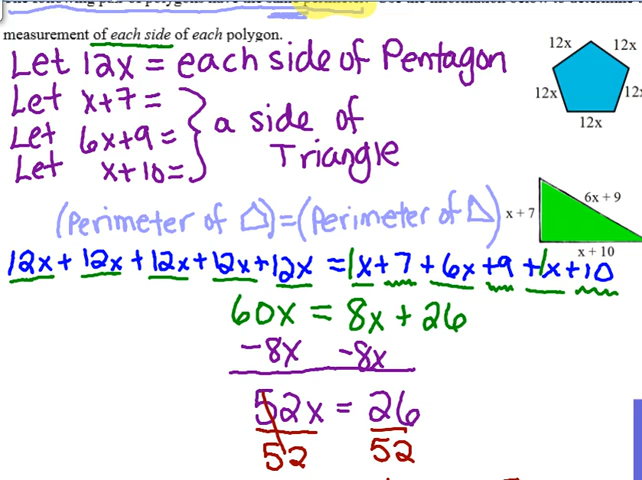 measurement of each side of each polygon.
Let 12x = each side of Pentagon
Let x+7 =
Let 6x+9 =
Let x+10 =
a side of
Triangle
12x 12x
12x 12x
12x
(Perimeter of ⬠) = (Perimeter of △)
x + 7
6x + 9
x + 10
12x + 12x + 12x + 12x + 12x = 1x + 7 + 6x + 9 + 1x + 10
60x = 8x + 26
-8x -8x
52x = 26
52 52